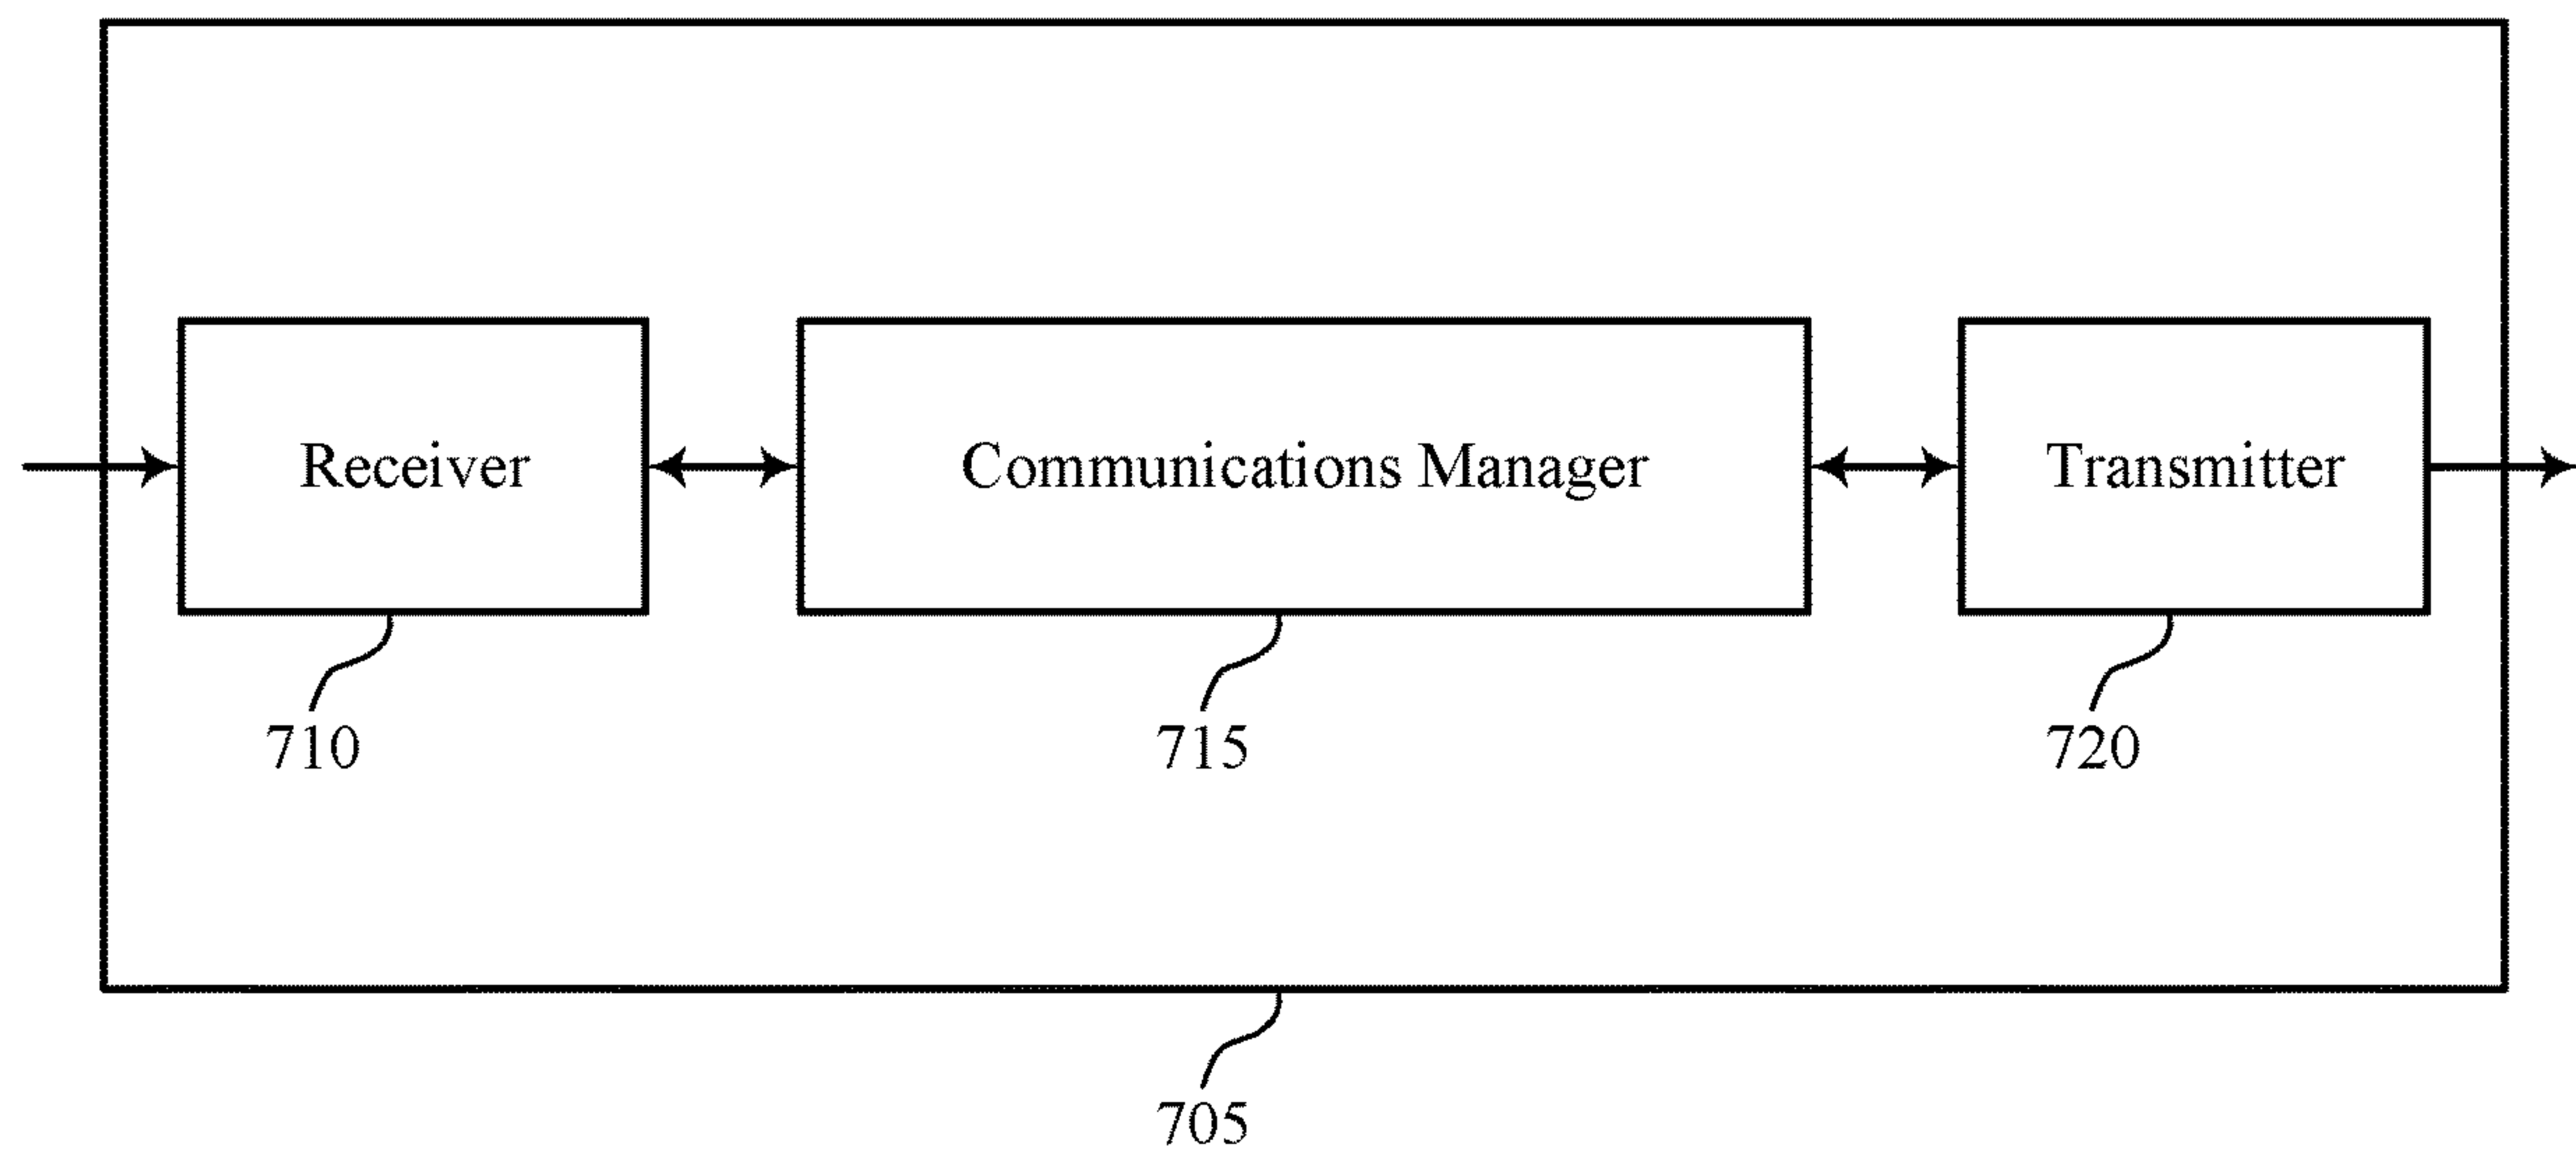 Receiver
Communications Manager
Transmitter
710
715
720
705